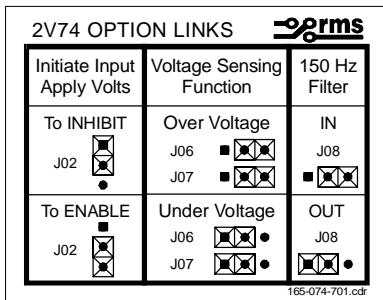 2V74 OPTION LINKS rms
Initiate Input Apply Volts
Voltage Sensing Function
150 Hz Filter
To INHIBIT
J02
Over Voltage
J06
J07
IN
J08
To ENABLE
J02
Under Voltage
J06
J07
OUT
J08
165-074-701.cdr